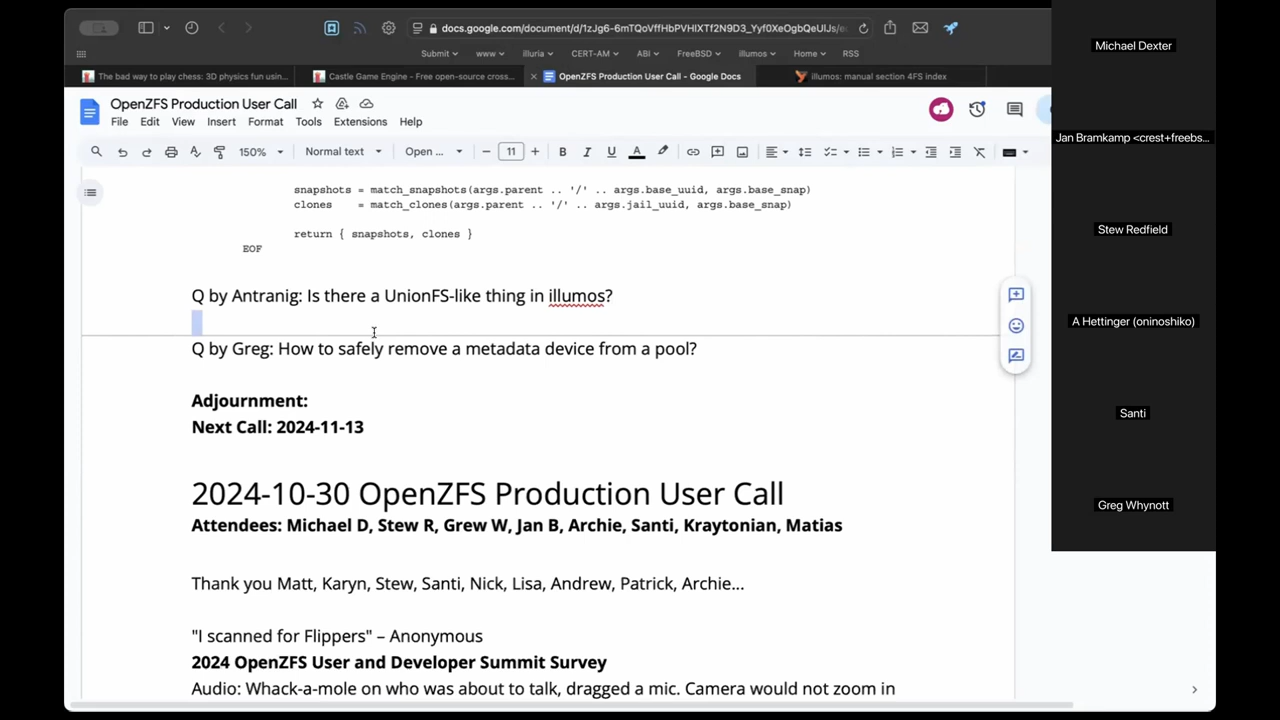 docs.google.com/document/d/1zJg6-6mTQoVffHbPVHIXTf2N9D3_Yyf0XeOgbQeUlJs/e
Submit www illuria CERT-AM ABI FreeBSD illumos Home RSS
The bad way to play chess: 3D physics fun usin...
Castle Game Engine - Free open-source cross...
OpenZFS Production User Call - Google Docs
illumos: manual section 4FS index
OpenZFS Production User Call
File Edit View Insert Format Tools Extensions Help
150% Normal text Open ... 11 B I U A
snapshots = match_snapshots(args.parent .. '/' .. args.base_uuid, args.base_snap)
clones = match_clones(args.parent .. '/' .. args.jail_uuid, args.base_snap)
return { snapshots, clones }
EOF
Q by Antranig: Is there a UnionFS-like thing in illumos?
Q by Greg: How to safely remove a metadata device from a pool?
Adjournment:
Next Call: 2024-11-13
2024-10-30 OpenZFS Production User Call
Attendees: Michael D, Stew R, Grew W, Jan B, Archie, Santi, Kraytonian, Matias
Thank you Matt, Karyn, Stew, Santi, Nick, Lisa, Andrew, Patrick, Archie...
"I scanned for Flippers" – Anonymous
2024 OpenZFS User and Developer Summit Survey
Audio: Whack-a-mole on who was about to talk, dragged a mic. Camera would not zoom in
Michael Dexter
Jan Bramkamp <crest+freebs...
Stew Redfield
A Hettinger (oninoshiko)
Santi
Greg Whynott